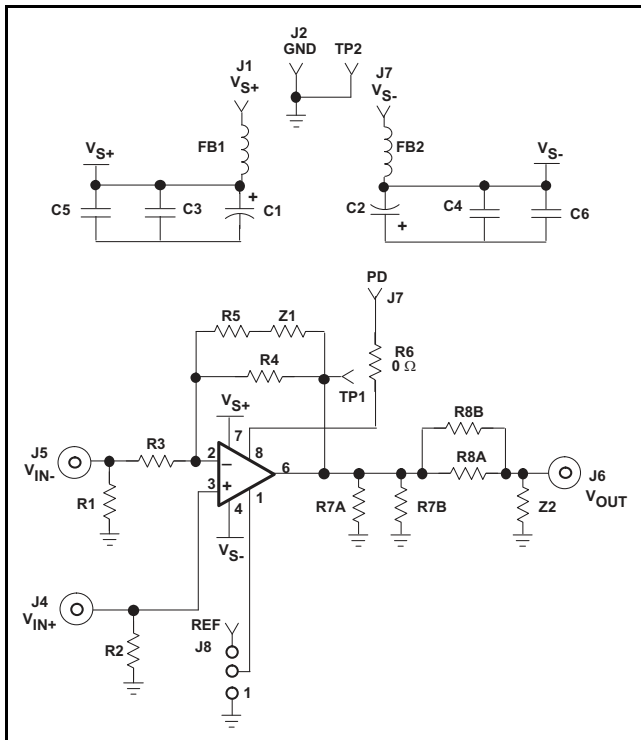 J2
GND
TP2
J1
VS+
J7
VS-
FB1
FB2
VS+
VS-
C5
C3
+
C1
C2
+
C4
C6
PD
J7
R5
Z1
R6
0 Ω
R4
TP1
VS+
7
8
R8B
J5
VIN-
R3
2
−
6
R8A
J6
VOUT
3
+
1
R1
4
R7A
R7B
Z2
VS-
J4
VIN+
REF
J8
R2
1